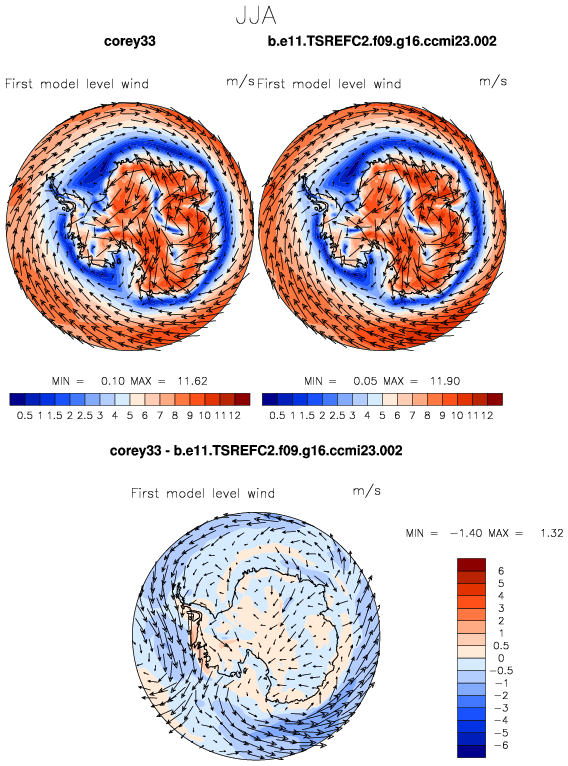 JJA
corey33 b.e11.TSREFC2.f09.g16.ccmi23.002
First model level wind m/s First model level wind m/s
MIN = 0.10 MAX = 11.62 MIN = 0.05 MAX = 11.90
0.5 1 1.5 2 2.5 3 4 5 6 7 8 9 10 11 12 0.5 1 1.5 2 2.5 3 4 5 6 7 8 9 10 11 12
corey33 - b.e11.TSREFC2.f09.g16.ccmi23.002
First model level wind m/s
MIN = -1.40 MAX = 1.32
6
5
4
3
2
1
0.5
0
-0.5
-1
-2
-3
-4
-5
-6